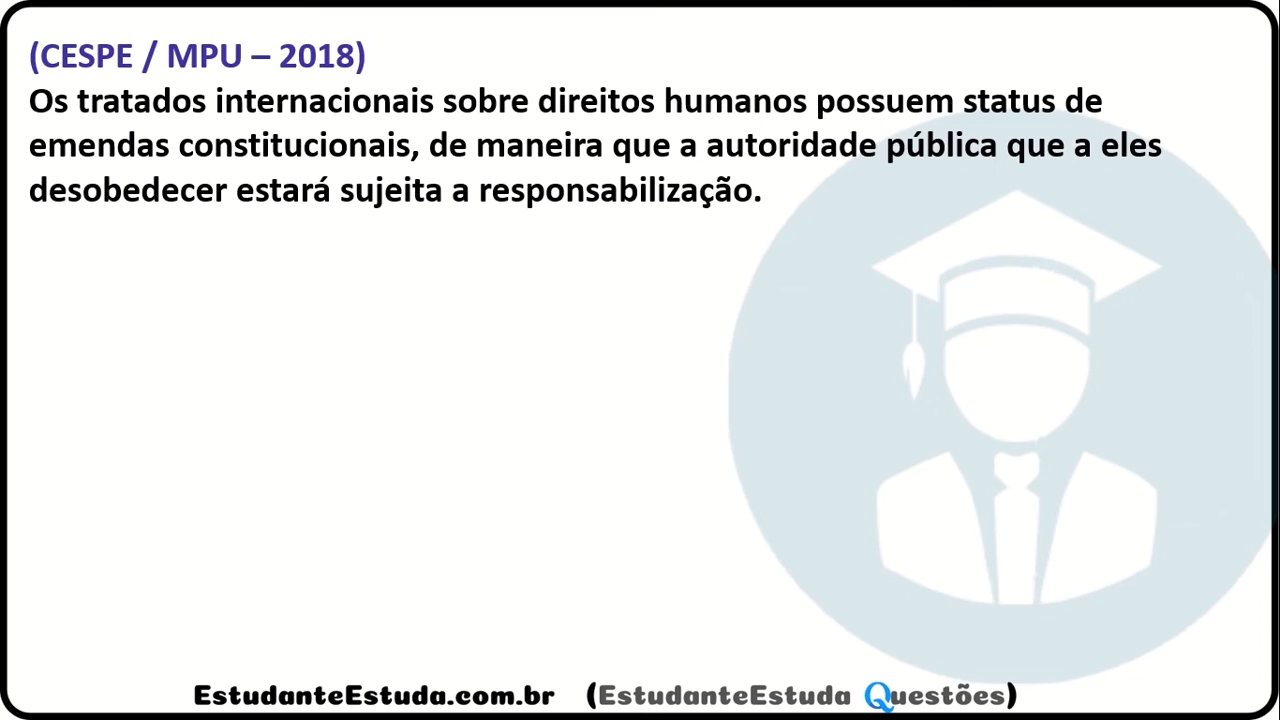 (CESPE / MPU – 2018)
Os tratados internacionais sobre direitos humanos possuem status de
emendas constitucionais, de maneira que a autoridade pública que a eles
desobedecer estará sujeita a responsabilização.
EstudanteEstuda.com.br (EstudanteEstuda Questões)